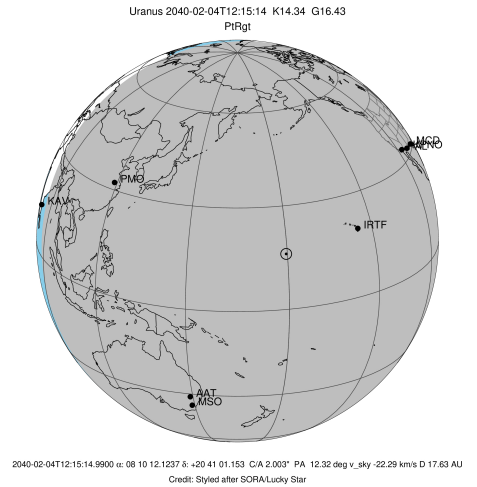 Uranus 2040-02-04T12:15:14 K14.34 G16.43
PtRgt
MCD
PMO
KAV
IRTF
AAT
MSO
2040-02-04T12:15:14.9900 α: 08 10 12.1237 δ: +20 41 01.153 C/A 2.003" PA 12.32 deg v_sky -22.29 km/s D 17.63 AU
Credit: Styled after SORA/Lucky Star